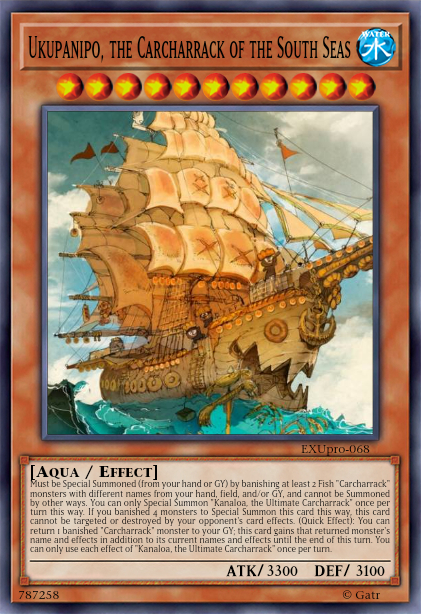 Ukupanipo, the Carcharrack of the South Seas
WATER
水
EXUpro-068
[Aqua / Effect]
Must be Special Summoned (from your hand or GY) by banishing at least 2 Fish "Carcharrack"
monsters with different names from your hand, field, and/or GY, and cannot be Summoned
by other ways. You can only Special Summon "Kanaloa, the Ultimate Carcharrack" once per
turn this way. If you banished 4 monsters to Special Summon this card this way, this card
cannot be targeted or destroyed by your opponent's card effects. (Quick Effect): You can
return 1 banished "Carcharrack" monster to your GY; this card gains that returned monster's
name and effects in addition to its current names and effects until the end of this turn. You
can only use each effect of "Kanaloa, the Ultimate Carcharrack" once per turn.
ATK/ 3300 DEF/ 3100
787258 © Gatr